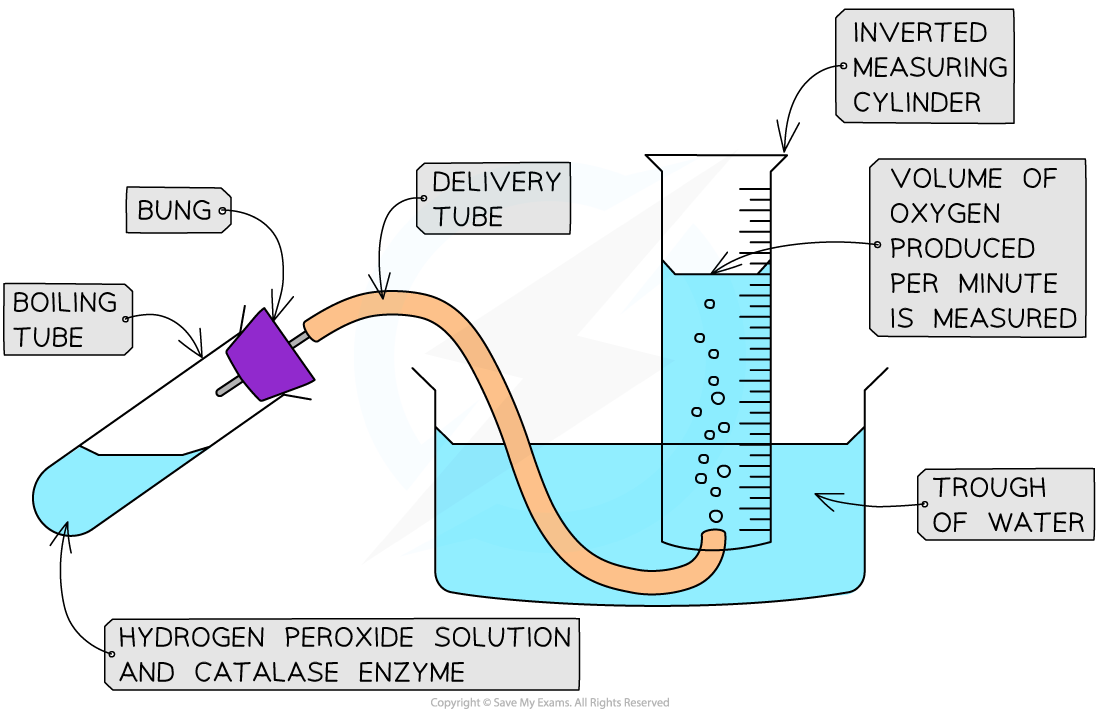 INVERTED
MEASURING
CYLINDER
VOLUME OF
OXYGEN
PRODUCED
PER MINUTE
IS MEASURED
DELIVERY
TUBE
BUNG
BOILING
TUBE
TROUGH
OF WATER
HYDROGEN PEROXIDE SOLUTION
AND CATALASE ENZYME
Copyright © Save My Exams. All Rights Reserved